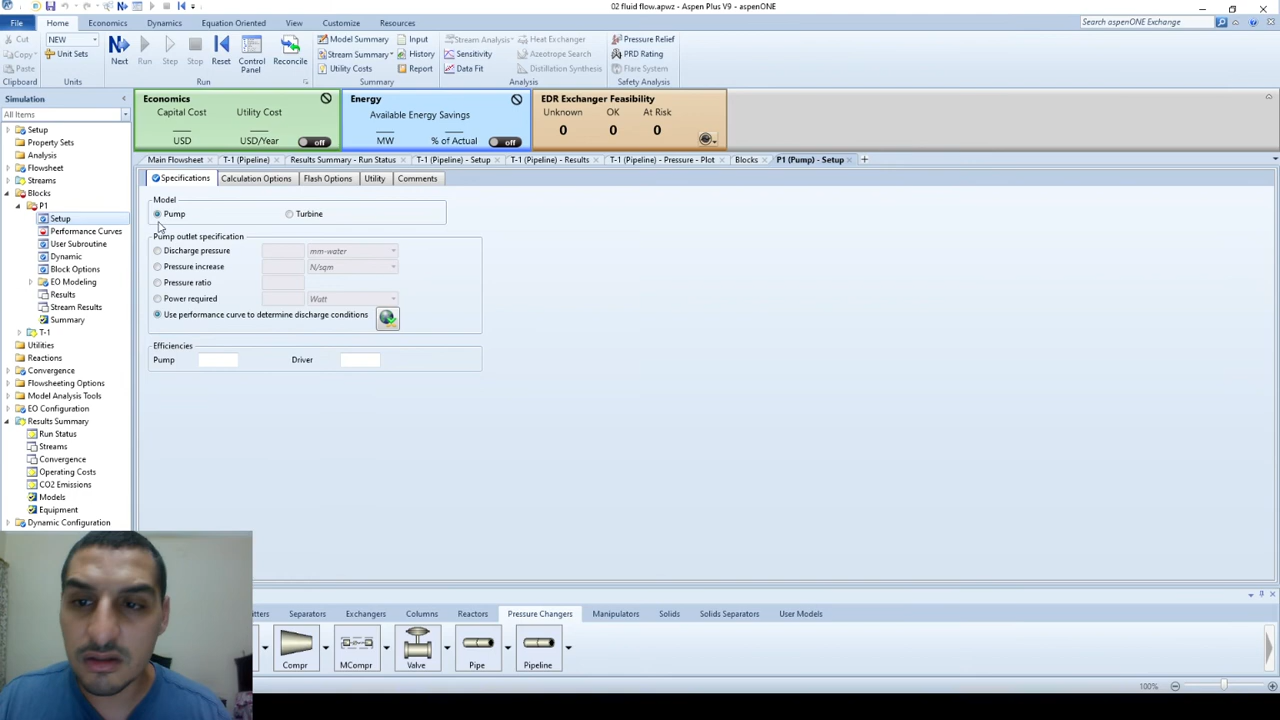 02 fluid flow.apwz - Aspen Plus V9 - aspenONE
File Home Economics Dynamics Equation Oriented View Customize Resources
Search aspenONE Exchange
Cut NEW Model Summary Input Stream Analysis Heat Exchanger Pressure Relief
Copy Unit Sets Next Run Step Stop Reset Control Panel Reconcile Stream Summary History Sensitivity Azeotrope Search PRD Rating
Paste Utility Costs Report Data Fit Distillation Synthesis Flare System
Clipboard Units Run Summary Analysis Safety Analysis
Simulation
All Items
Setup
Property Sets
Analysis
Flowsheet
Streams
Blocks
P1
Setup
Performance Curves
User Subroutine
Dynamic
Block Options
EO Modeling
Results
Stream Results
Summary
T-1
Utilities
Reactions
Convergence
Flowsheeting Options
Model Analysis Tools
EO Configuration
Results Summary
Run Status
Streams
Convergence
Operating Costs
CO2 Emissions
Models
Equipment
Dynamic Configuration
Economics
Capital Cost Utility Cost
USD USD/Year off
Energy
Available Energy Savings
MW % of Actual off
EDR Exchanger Feasibility
Unknown OK At Risk
0 0 0
Main Flowsheet T-1 (Pipeline) Results Summary - Run Status T-1 (Pipeline) - Setup T-1 (Pipeline) - Results T-1 (Pipeline) - Pressure - Plot Blocks P1 (Pump) - Setup
Specifications Calculation Options Flash Options Utility Comments
Model
Pump Turbine
Pump outlet specification
Discharge pressure mm-water
Pressure increase N/sqm
Pressure ratio
Power required Watt
Use performance curve to determine discharge conditions
Efficiencies
Pump Driver
Separators Exchangers Columns Reactors Pressure Changers Manipulators Solids Solids Separators User Models
Compr MCompr Valve Pipe Pipeline
100%